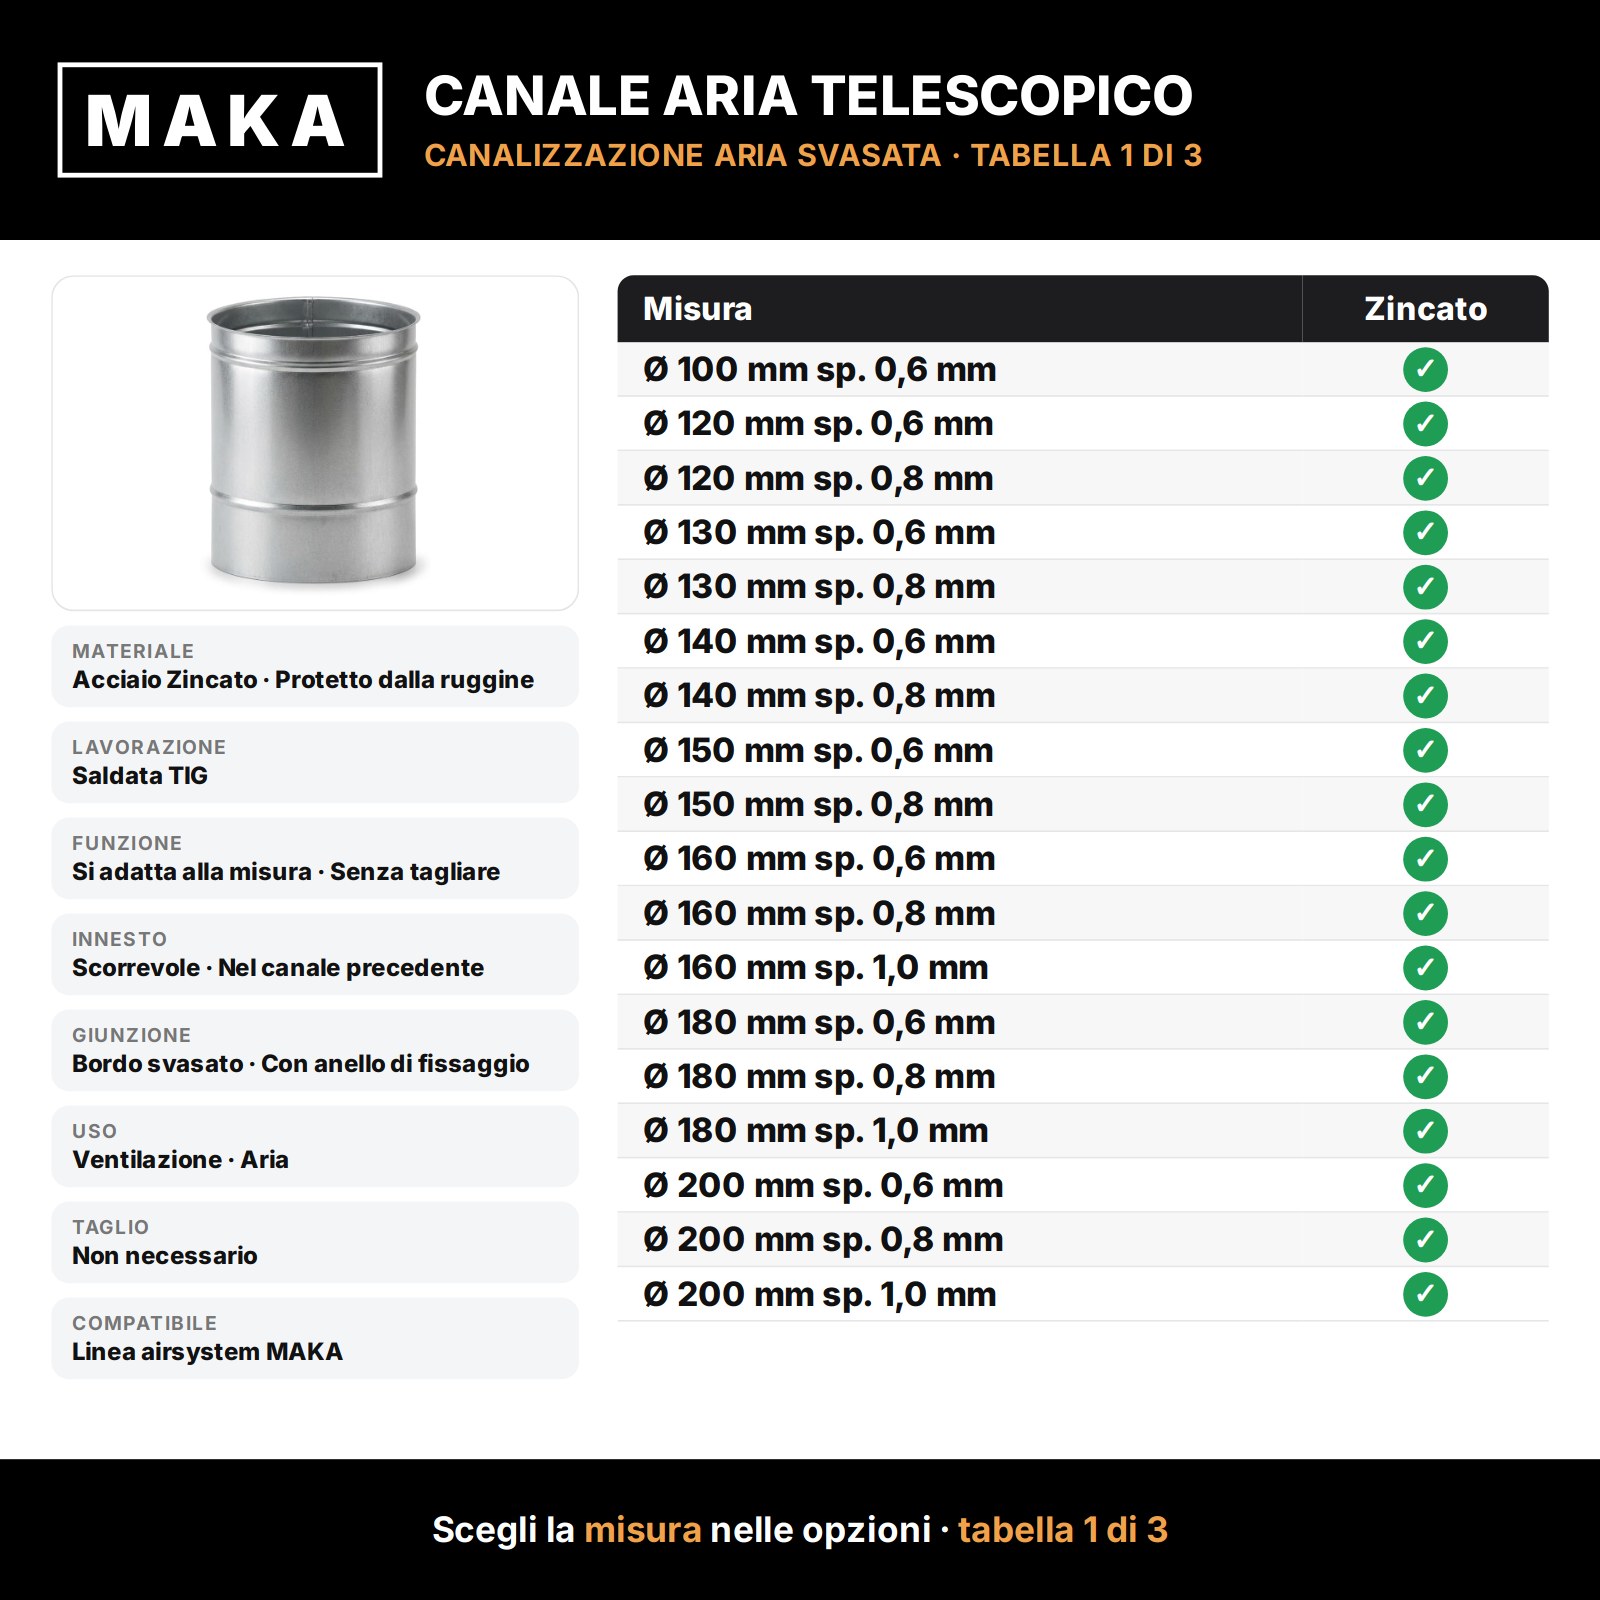 MAKA
CANALE ARIA TELESCOPICO
CANALIZZAZIONE ARIA SVASATA · TABELLA 1 DI 3
MATERIALE
Acciaio Zincato · Protetto dalla ruggine
LAVORAZIONE
Saldata TIG
FUNZIONE
Si adatta alla misura · Senza tagliare
INNESTO
Scorrevole · Nel canale precedente
GIUNZIONE
Bordo svasato · Con anello di fissaggio
USO
Ventilazione · Aria
TAGLIO
Non necessario
COMPATIBILE
Linea airsystem MAKA
Misura Zincato
Ø 100 mm sp. 0,6 mm ✓
Ø 120 mm sp. 0,6 mm ✓
Ø 120 mm sp. 0,8 mm ✓
Ø 130 mm sp. 0,6 mm ✓
Ø 130 mm sp. 0,8 mm ✓
Ø 140 mm sp. 0,6 mm ✓
Ø 140 mm sp. 0,8 mm ✓
Ø 150 mm sp. 0,6 mm ✓
Ø 150 mm sp. 0,8 mm ✓
Ø 160 mm sp. 0,6 mm ✓
Ø 160 mm sp. 0,8 mm ✓
Ø 160 mm sp. 1,0 mm ✓
Ø 180 mm sp. 0,6 mm ✓
Ø 180 mm sp. 0,8 mm ✓
Ø 180 mm sp. 1,0 mm ✓
Ø 200 mm sp. 0,6 mm ✓
Ø 200 mm sp. 0,8 mm ✓
Ø 200 mm sp. 1,0 mm ✓
Scegli la misura nelle opzioni · tabella 1 di 3